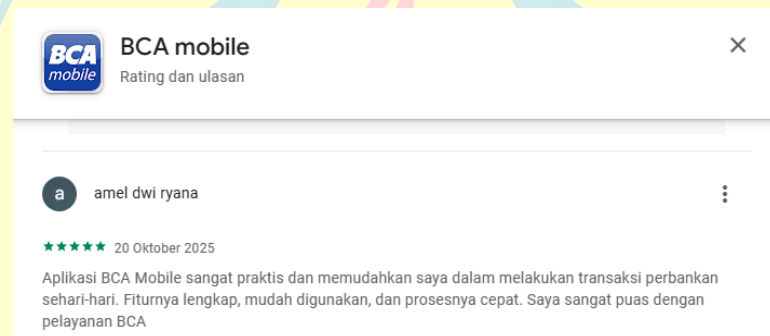 BCA
mobile
BCA mobile
Rating dan ulasan
a
amel dwi ryana
20 Oktober 2025
Aplikasi BCA Mobile sangat praktis dan memudahkan saya dalam melakukan transaksi perbankan
sehari-hari. Fiturnya lengkap, mudah digunakan, dan prosesnya cepat. Saya sangat puas dengan
pelayanan BCA